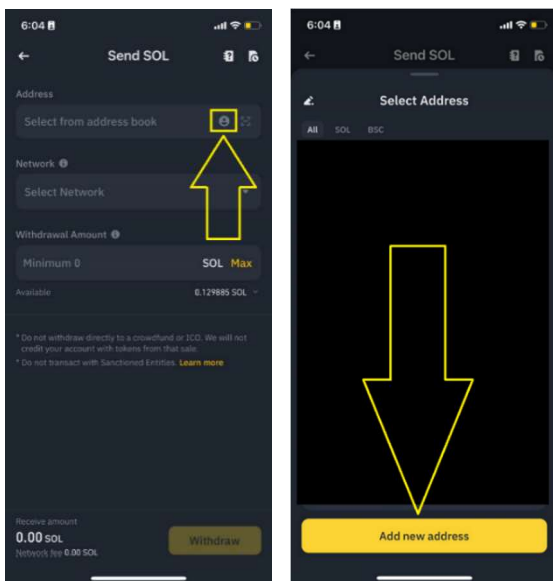 6:04
Send SOL
Address
Select from address book
Network
Select Network
Withdrawal Amount
Minimum 0
SOL Max
Available
0.129885 SOL
* Do not withdraw directly to a crowdfund or ICO. We will not
credit your account with tokens from that sale.
* Do not transact with Sanctioned Entities. Learn more
Receive amount
0.00 SOL
Network fee 0.00 SOL
Withdraw
6:04
Send SOL
Select Address
All SOL BSC
Add new address